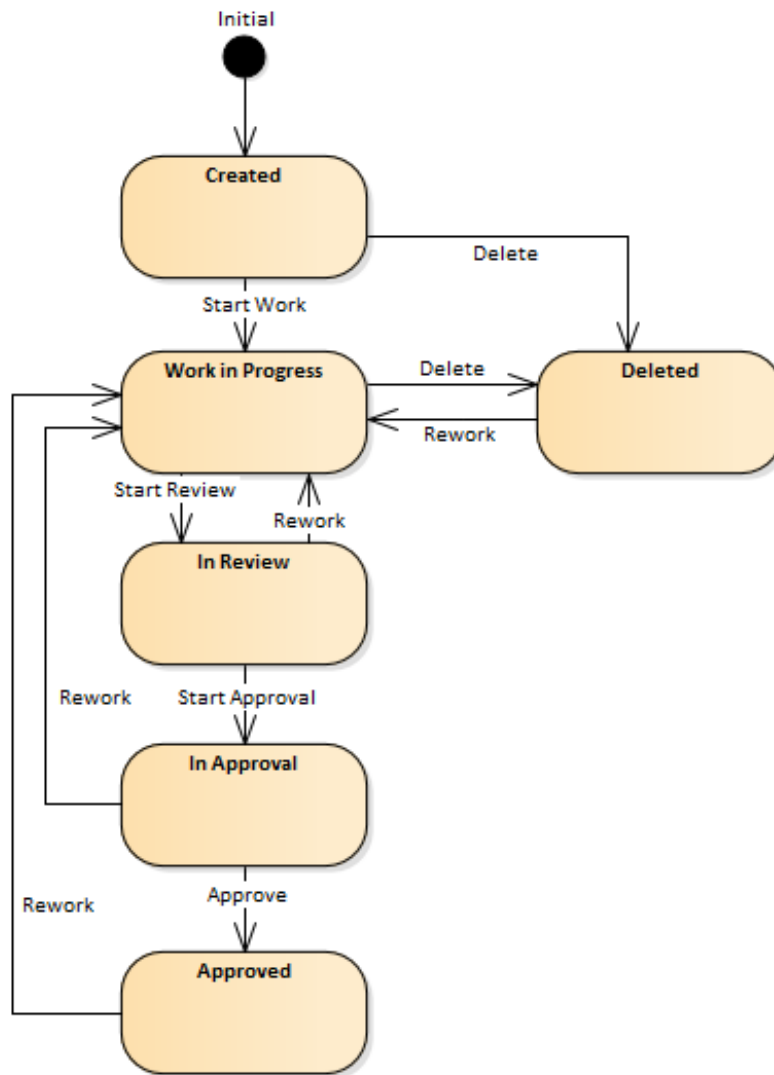 Initial
Created
Delete
Start Work
Work in Progress
Delete
Deleted
Rework
Start Review
Rework
In Review
Rework
Start Approval
In Approval
Approve
Rework
Approved